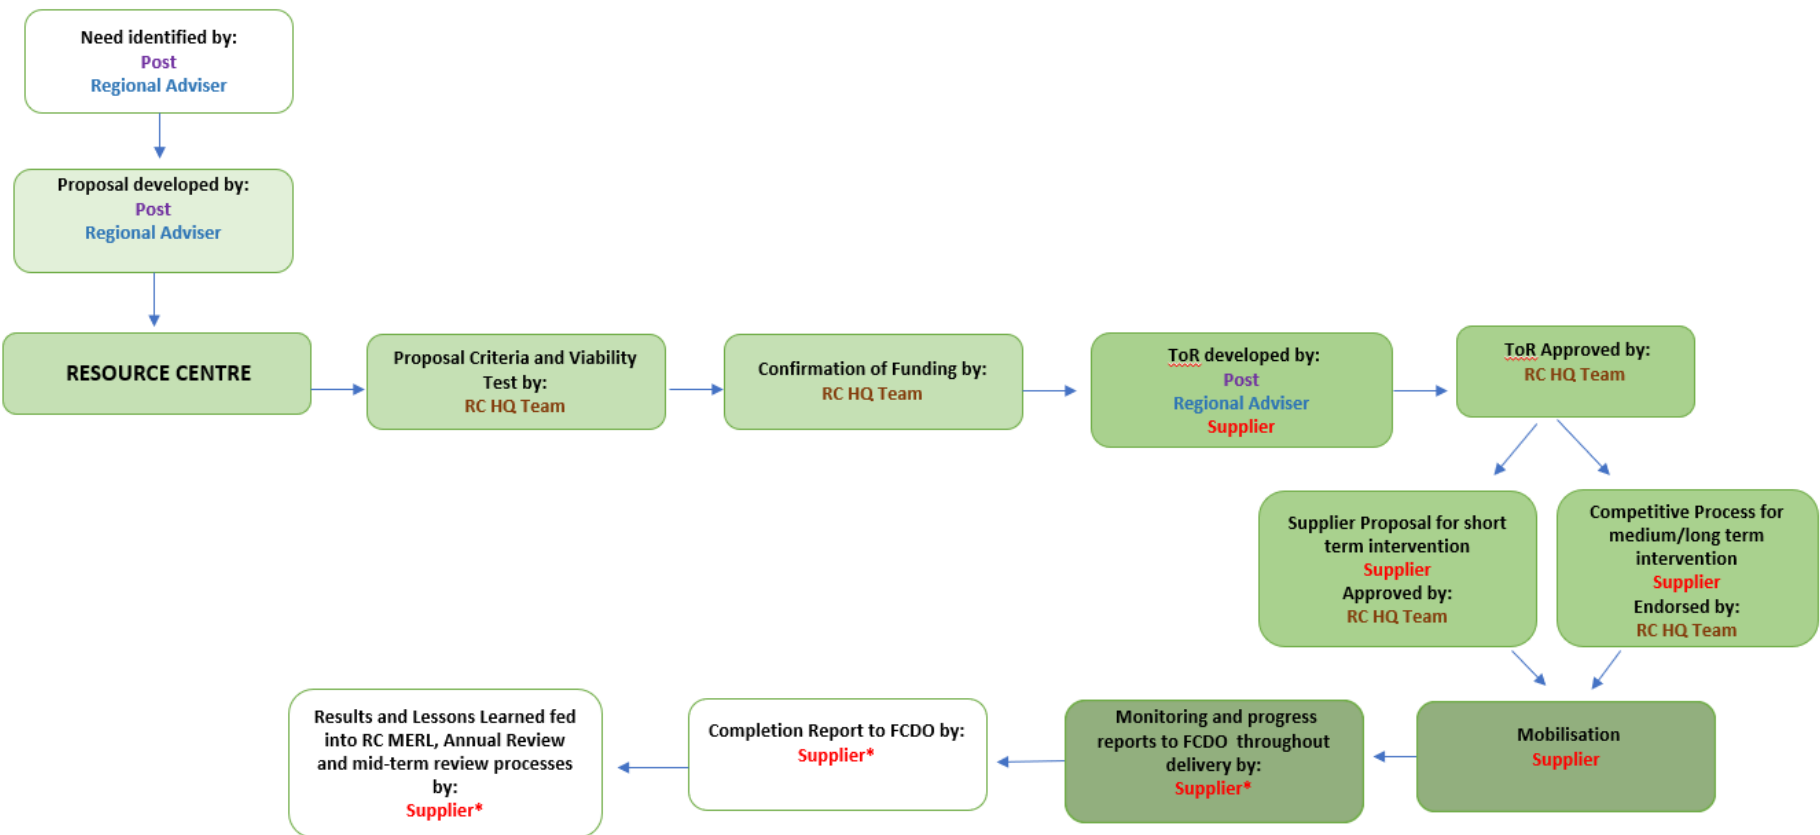 Need identified by:
Post
Regional Adviser
Proposal developed by:
Post
Regional Adviser
RESOURCE CENTRE
Proposal Criteria and Viability
Test by:
RC HQ Team
Confirmation of Funding by:
RC HQ Team
ToR developed by:
Post
Regional Adviser
Supplier
ToR Approved by:
RC HQ Team
Supplier Proposal for short
term intervention
Supplier
Approved by:
RC HQ Team
Competitive Process for
medium/long term
intervention
Supplier
Endorsed by:
RC HQ Team
Mobilisation
Supplier
Monitoring and progress
reports to FCDO throughout
delivery by:
Supplier*
Completion Report to FCDO by:
Supplier*
Results and Lessons Learned fed
into RC MERL, Annual Review
and mid-term review processes
by:
Supplier*